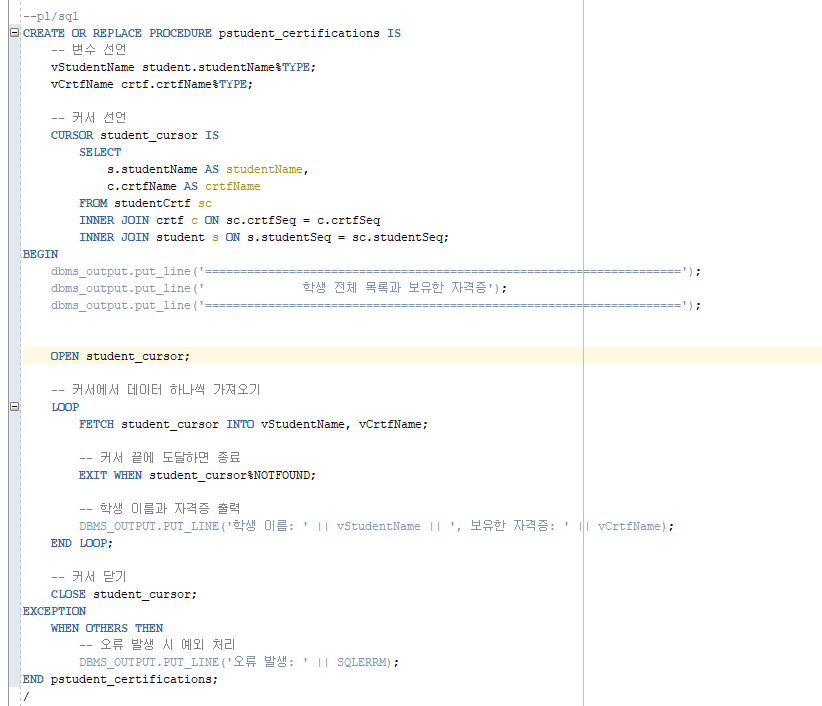 --pl/sql
CREATE OR REPLACE PROCEDURE pstudent_certifications IS
    -- 변수 선언
    vStudentName student.studentName%TYPE;
    vCrtfName crtf.crtfName%TYPE;
    -- 커서 선언
    CURSOR student_cursor IS
        SELECT
            s.studentName AS studentName,
            c.crtfName AS crtfName
        FROM studentCrtf sc
        INNER JOIN crtf c ON sc.crtfSeq = c.crtfSeq
        INNER JOIN student s ON s.studentSeq = sc.studentSeq;
BEGIN
    dbms_output.put_line('====================================================================');
    dbms_output.put_line('              학생 전체 목록과 보유한 자격증');
    dbms_output.put_line('====================================================================');
    OPEN student_cursor;
    -- 커서에서 데이터 하나씩 가져오기
    LOOP
        FETCH student_cursor INTO vStudentName, vCrtfName;
        -- 커서 끝에 도달하면 종료
        EXIT WHEN student_cursor%NOTFOUND;
        -- 학생 이름과 자격증 출력
        DBMS_OUTPUT.PUT_LINE('학생 이름: ' || vStudentName || ', 보유한 자격증: ' || vCrtfName);
    END LOOP;
    -- 커서 닫기
    CLOSE student_cursor;
EXCEPTION
    WHEN OTHERS THEN
        -- 오류 발생 시 예외 처리
        DBMS_OUTPUT.PUT_LINE('오류 발생: ' || SQLERRM);
END pstudent_certifications;
/